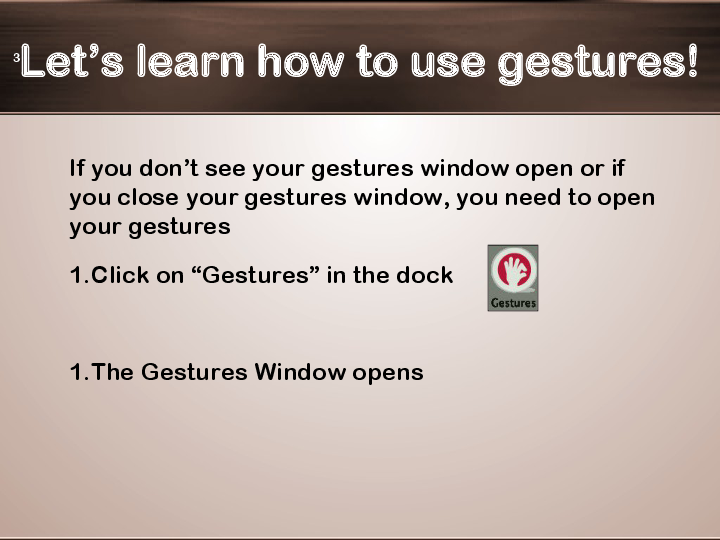 3Let’s learn how to use gestures!
If you don’t see your gestures window open or if
you close your gestures window, you need to open
your gestures
1.Click on “Gestures” in the dock
Gestures
1.The Gestures Window opens